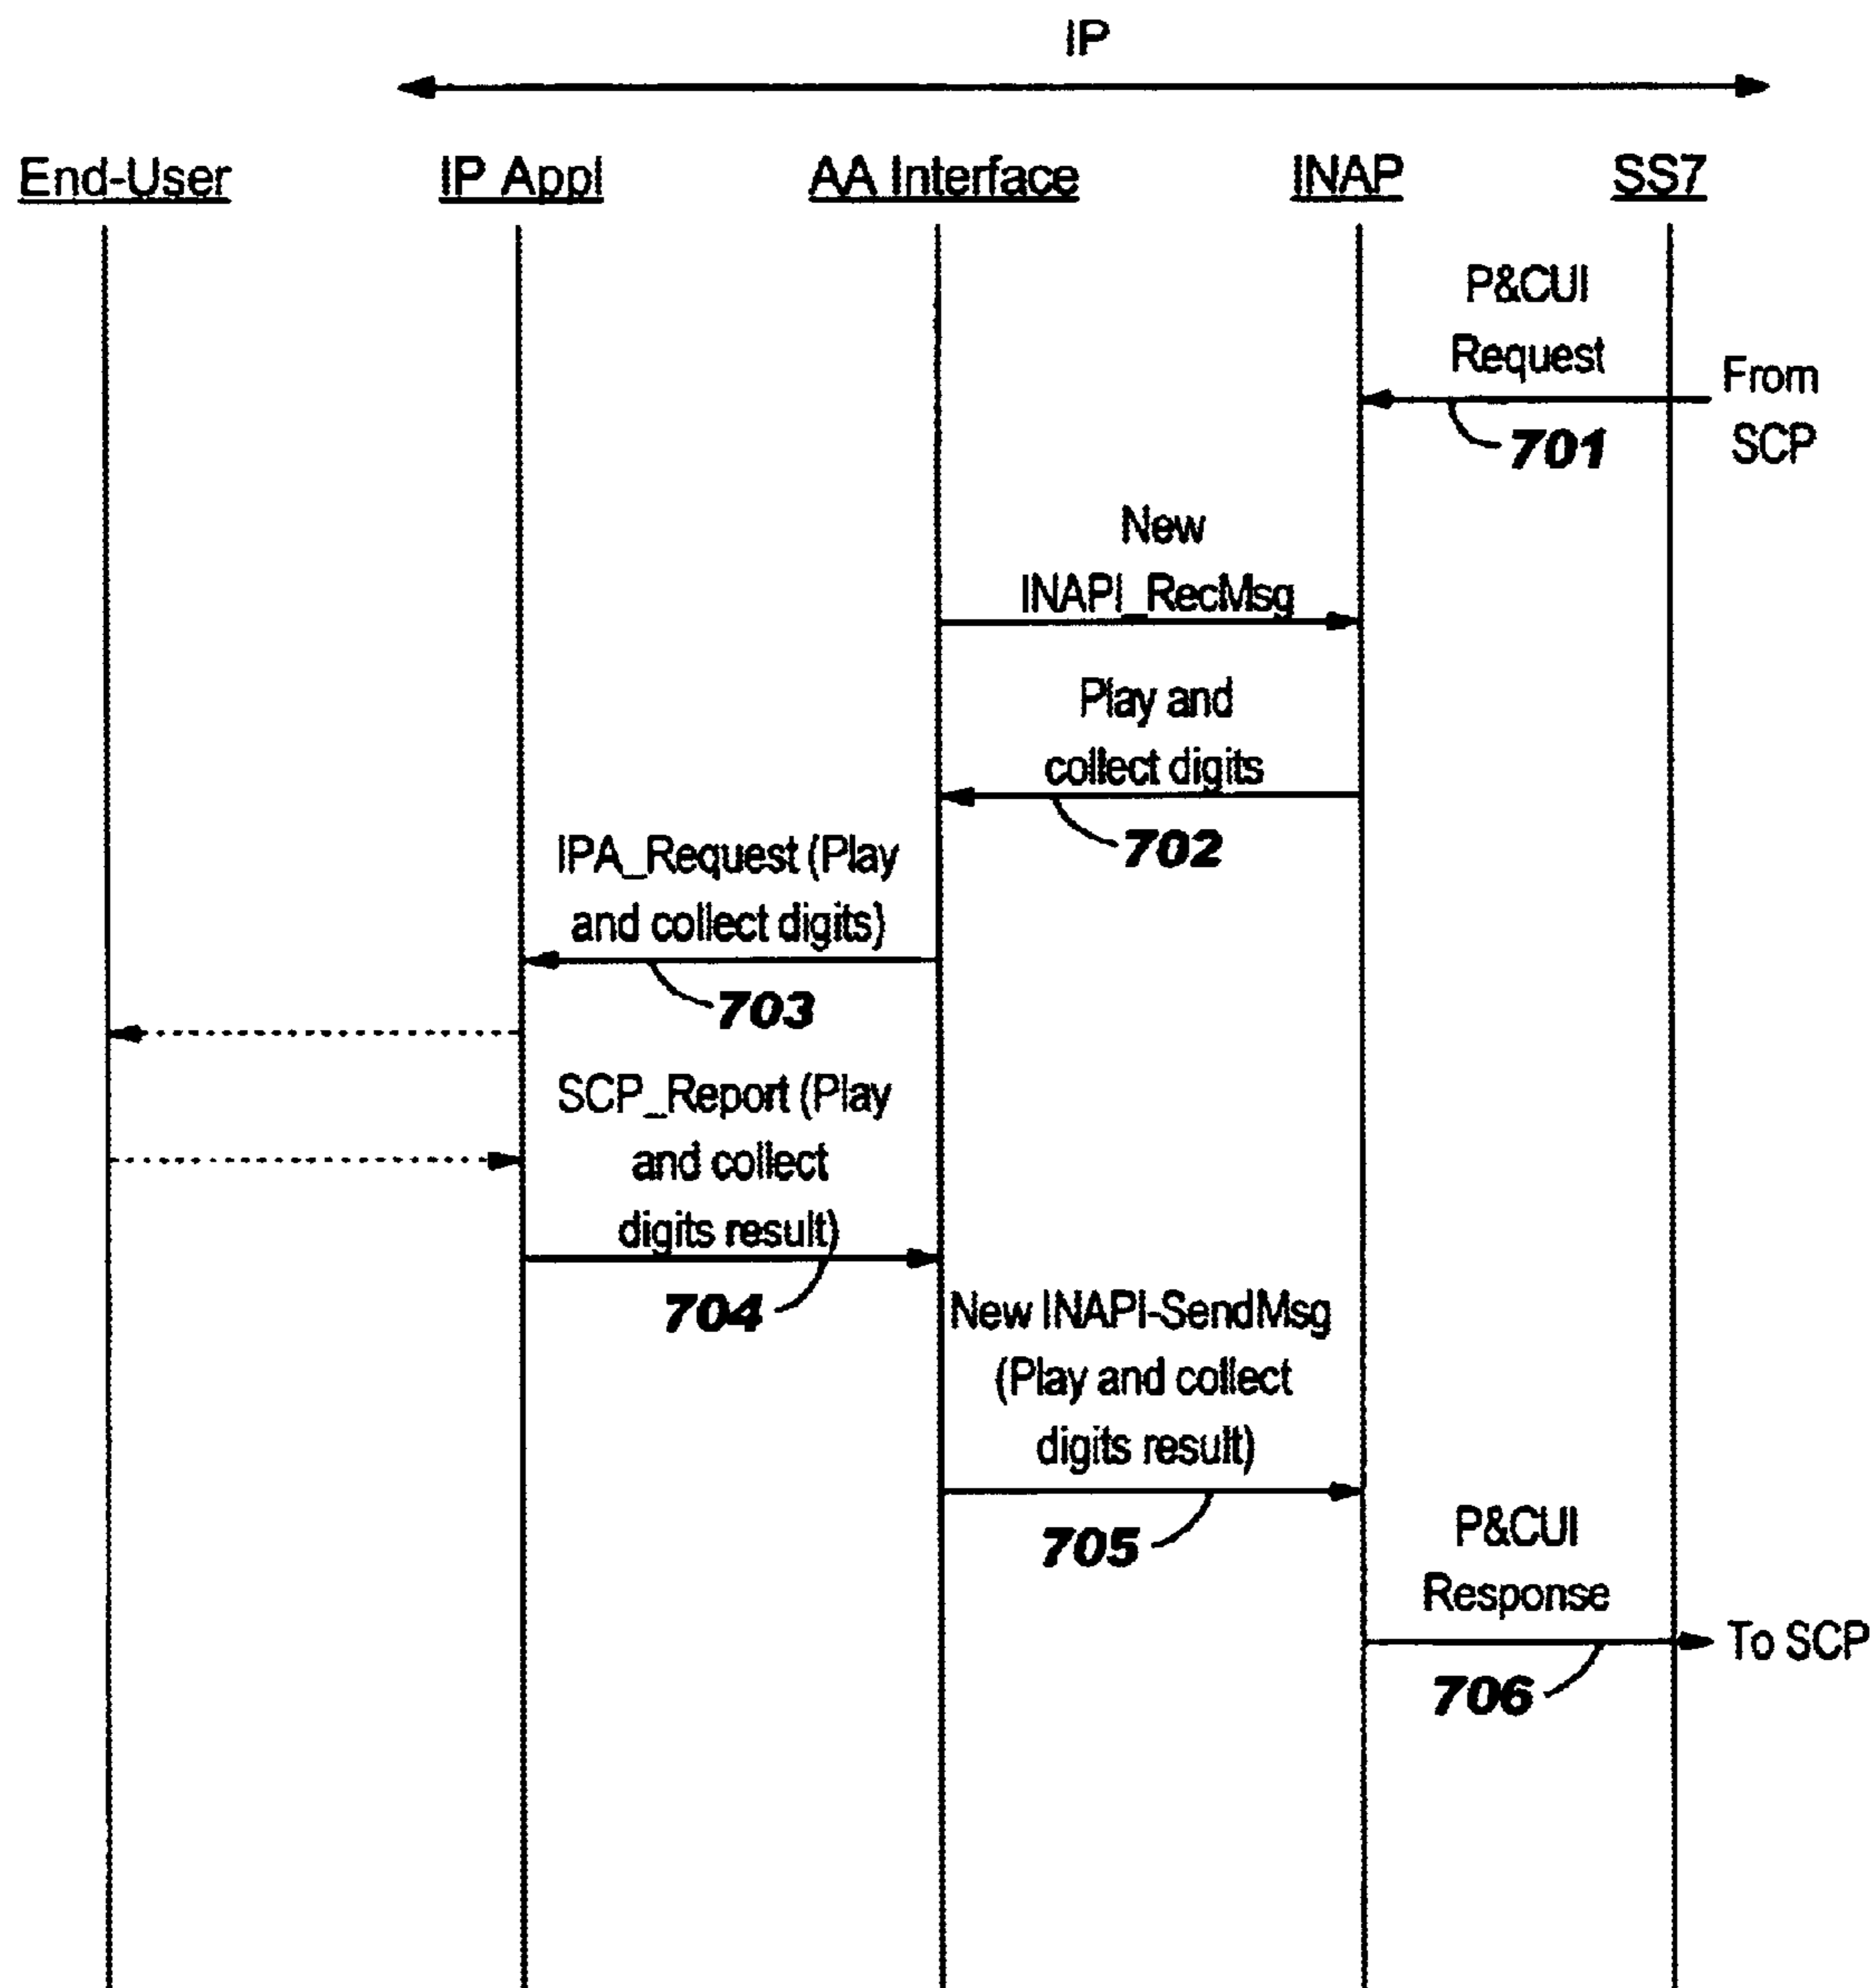 IP
End-User
IP Appl
AA Interface
INAP
SS7
P&CUI
Request
From
SCP
701
New
INAPI_RecMsg
Play and
collect digits
702
IPA_Request (Play
and collect digits)
703
SCP_Report (Play
and collect
digits result)
704
New INAPI-SendMsg
(Play and collect
digits result)
705
P&CUI
Response
To SCP
706